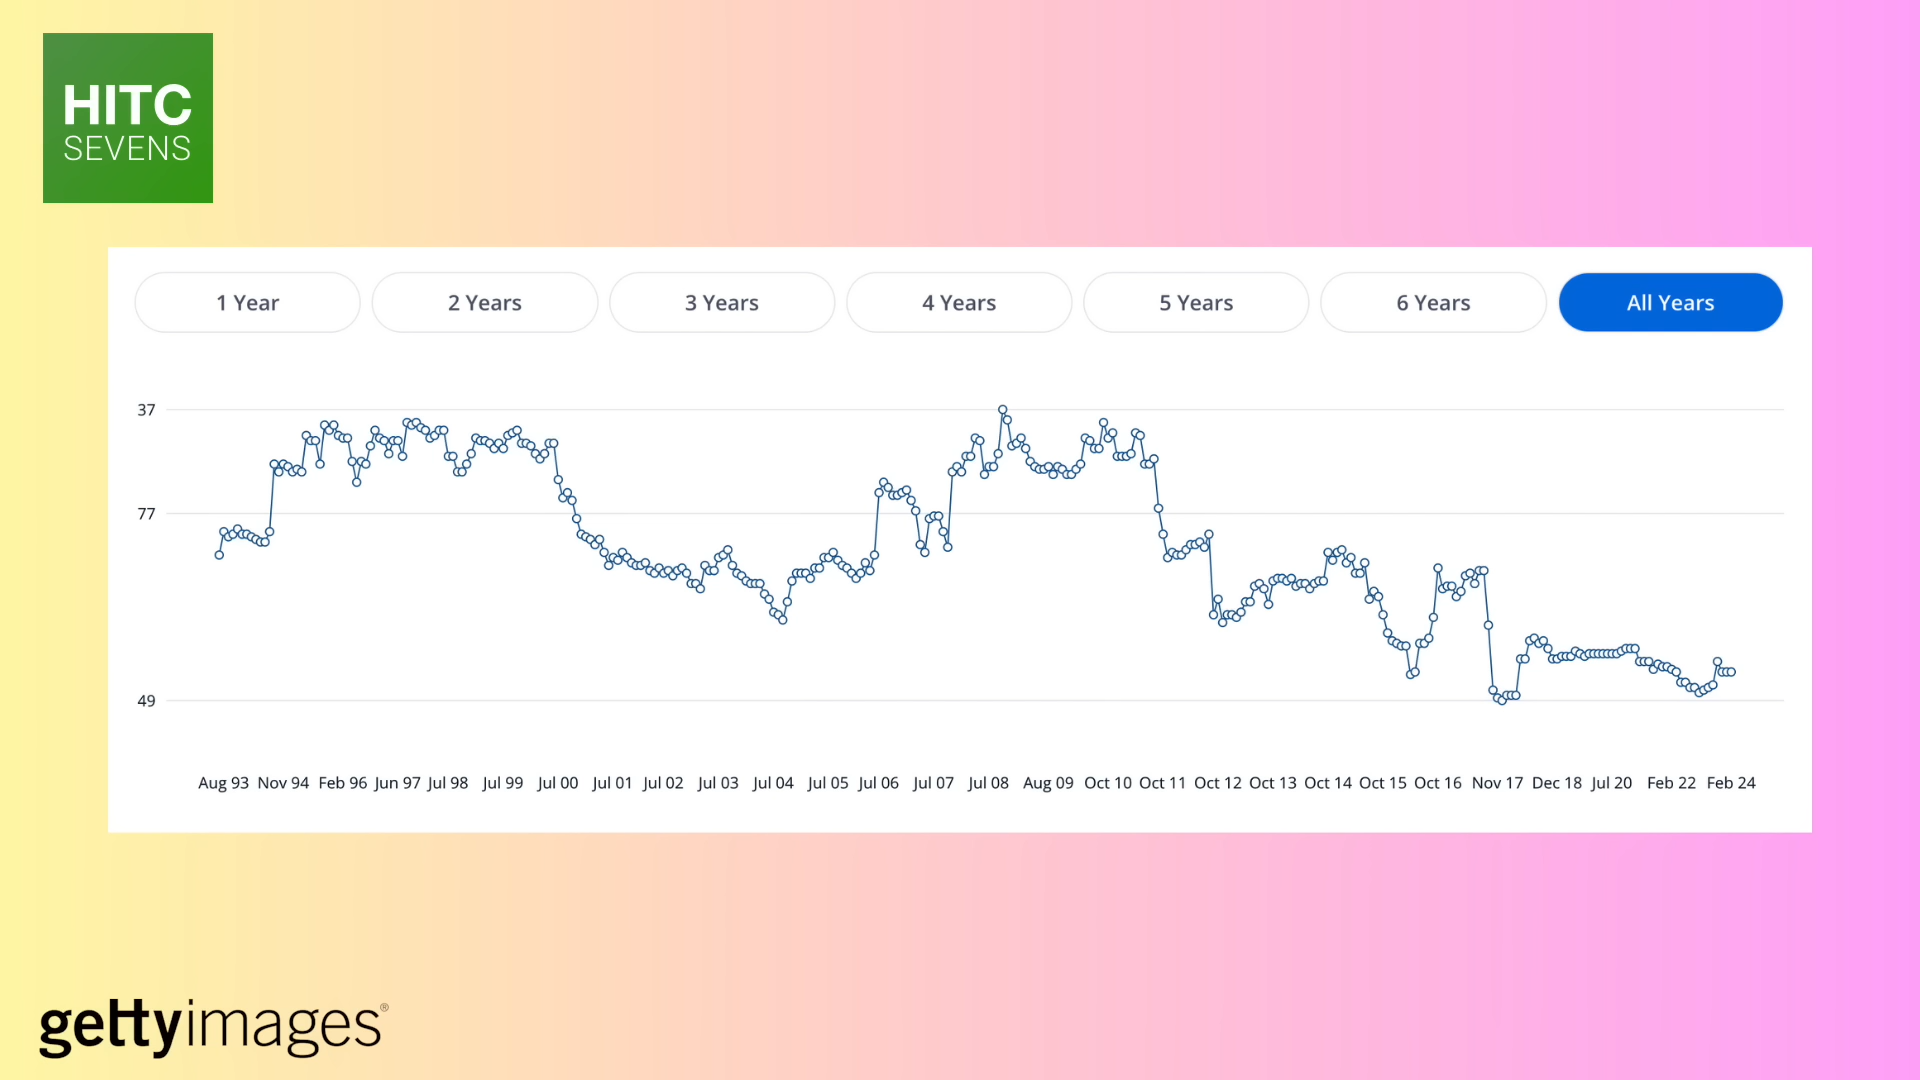 HITC
SEVENS
1 Year 2 Years 3 Years 4 Years 5 Years 6 Years All Years
37
77
49
Aug 93 Nov 94 Feb 96 Jun 97 Jul 98 Jul 99 Jul 00 Jul 01 Jul 02 Jul 03 Jul 04 Jul 05 Jul 06 Jul 07 Jul 08 Aug 09 Oct 10 Oct 11 Oct 12 Oct 13 Oct 14 Oct 15 Oct 16 Nov 17 Dec 18 Jul 20 Feb 22 Feb 24
gettyimages®